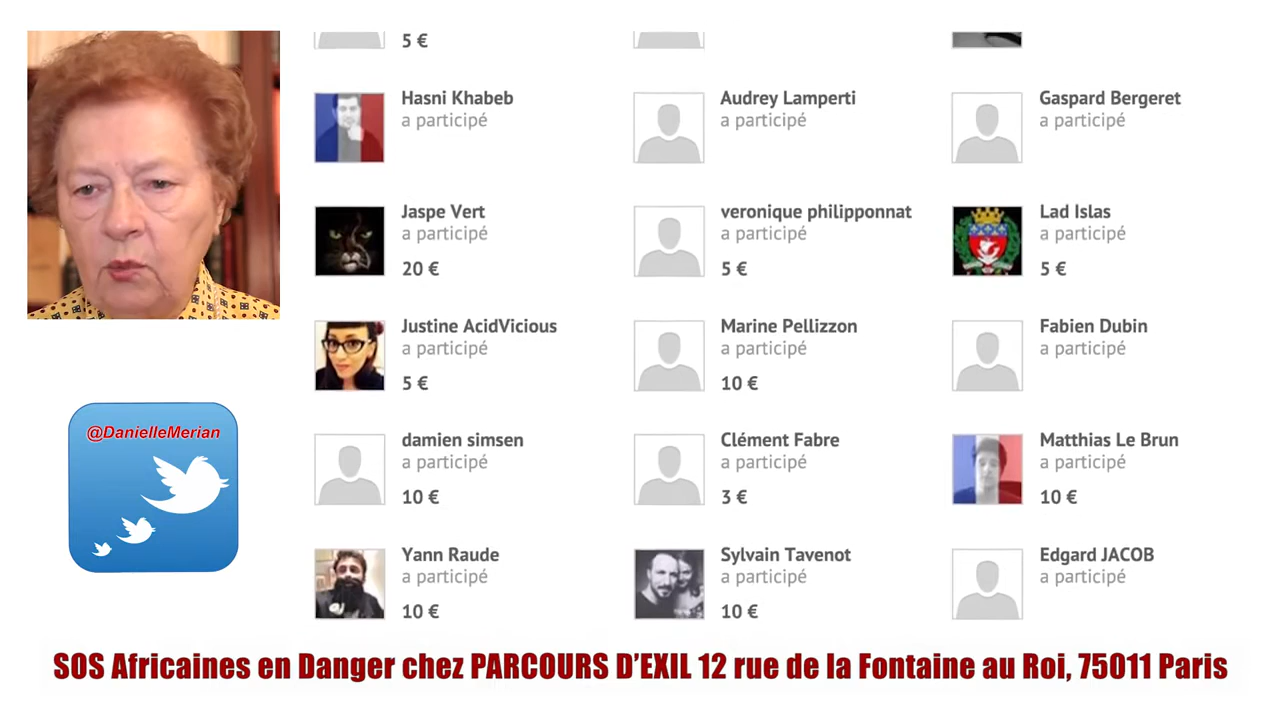 5 €
Hasni Khabeb
a participé
Audrey Lamperti
a participé
Gaspard Bergeret
a participé
Jaspe Vert
a participé
20 €
veronique philipponnat
a participé
5 €
Lad Islas
a participé
5 €
Justine AcidVicious
a participé
5 €
Marine Pellizzon
a participé
10 €
Fabien Dubin
a participé
@DanielleMerian
damien simsen
a participé
10 €
Clément Fabre
a participé
3 €
Matthias Le Brun
a participé
10 €
Yann Raude
a participé
10 €
Sylvain Tavenot
a participé
10 €
Edgard JACOB
a participé
SOS Africaines en Danger chez PARCOURS D'EXIL 12 rue de la Fontaine au Roi, 75011 Paris